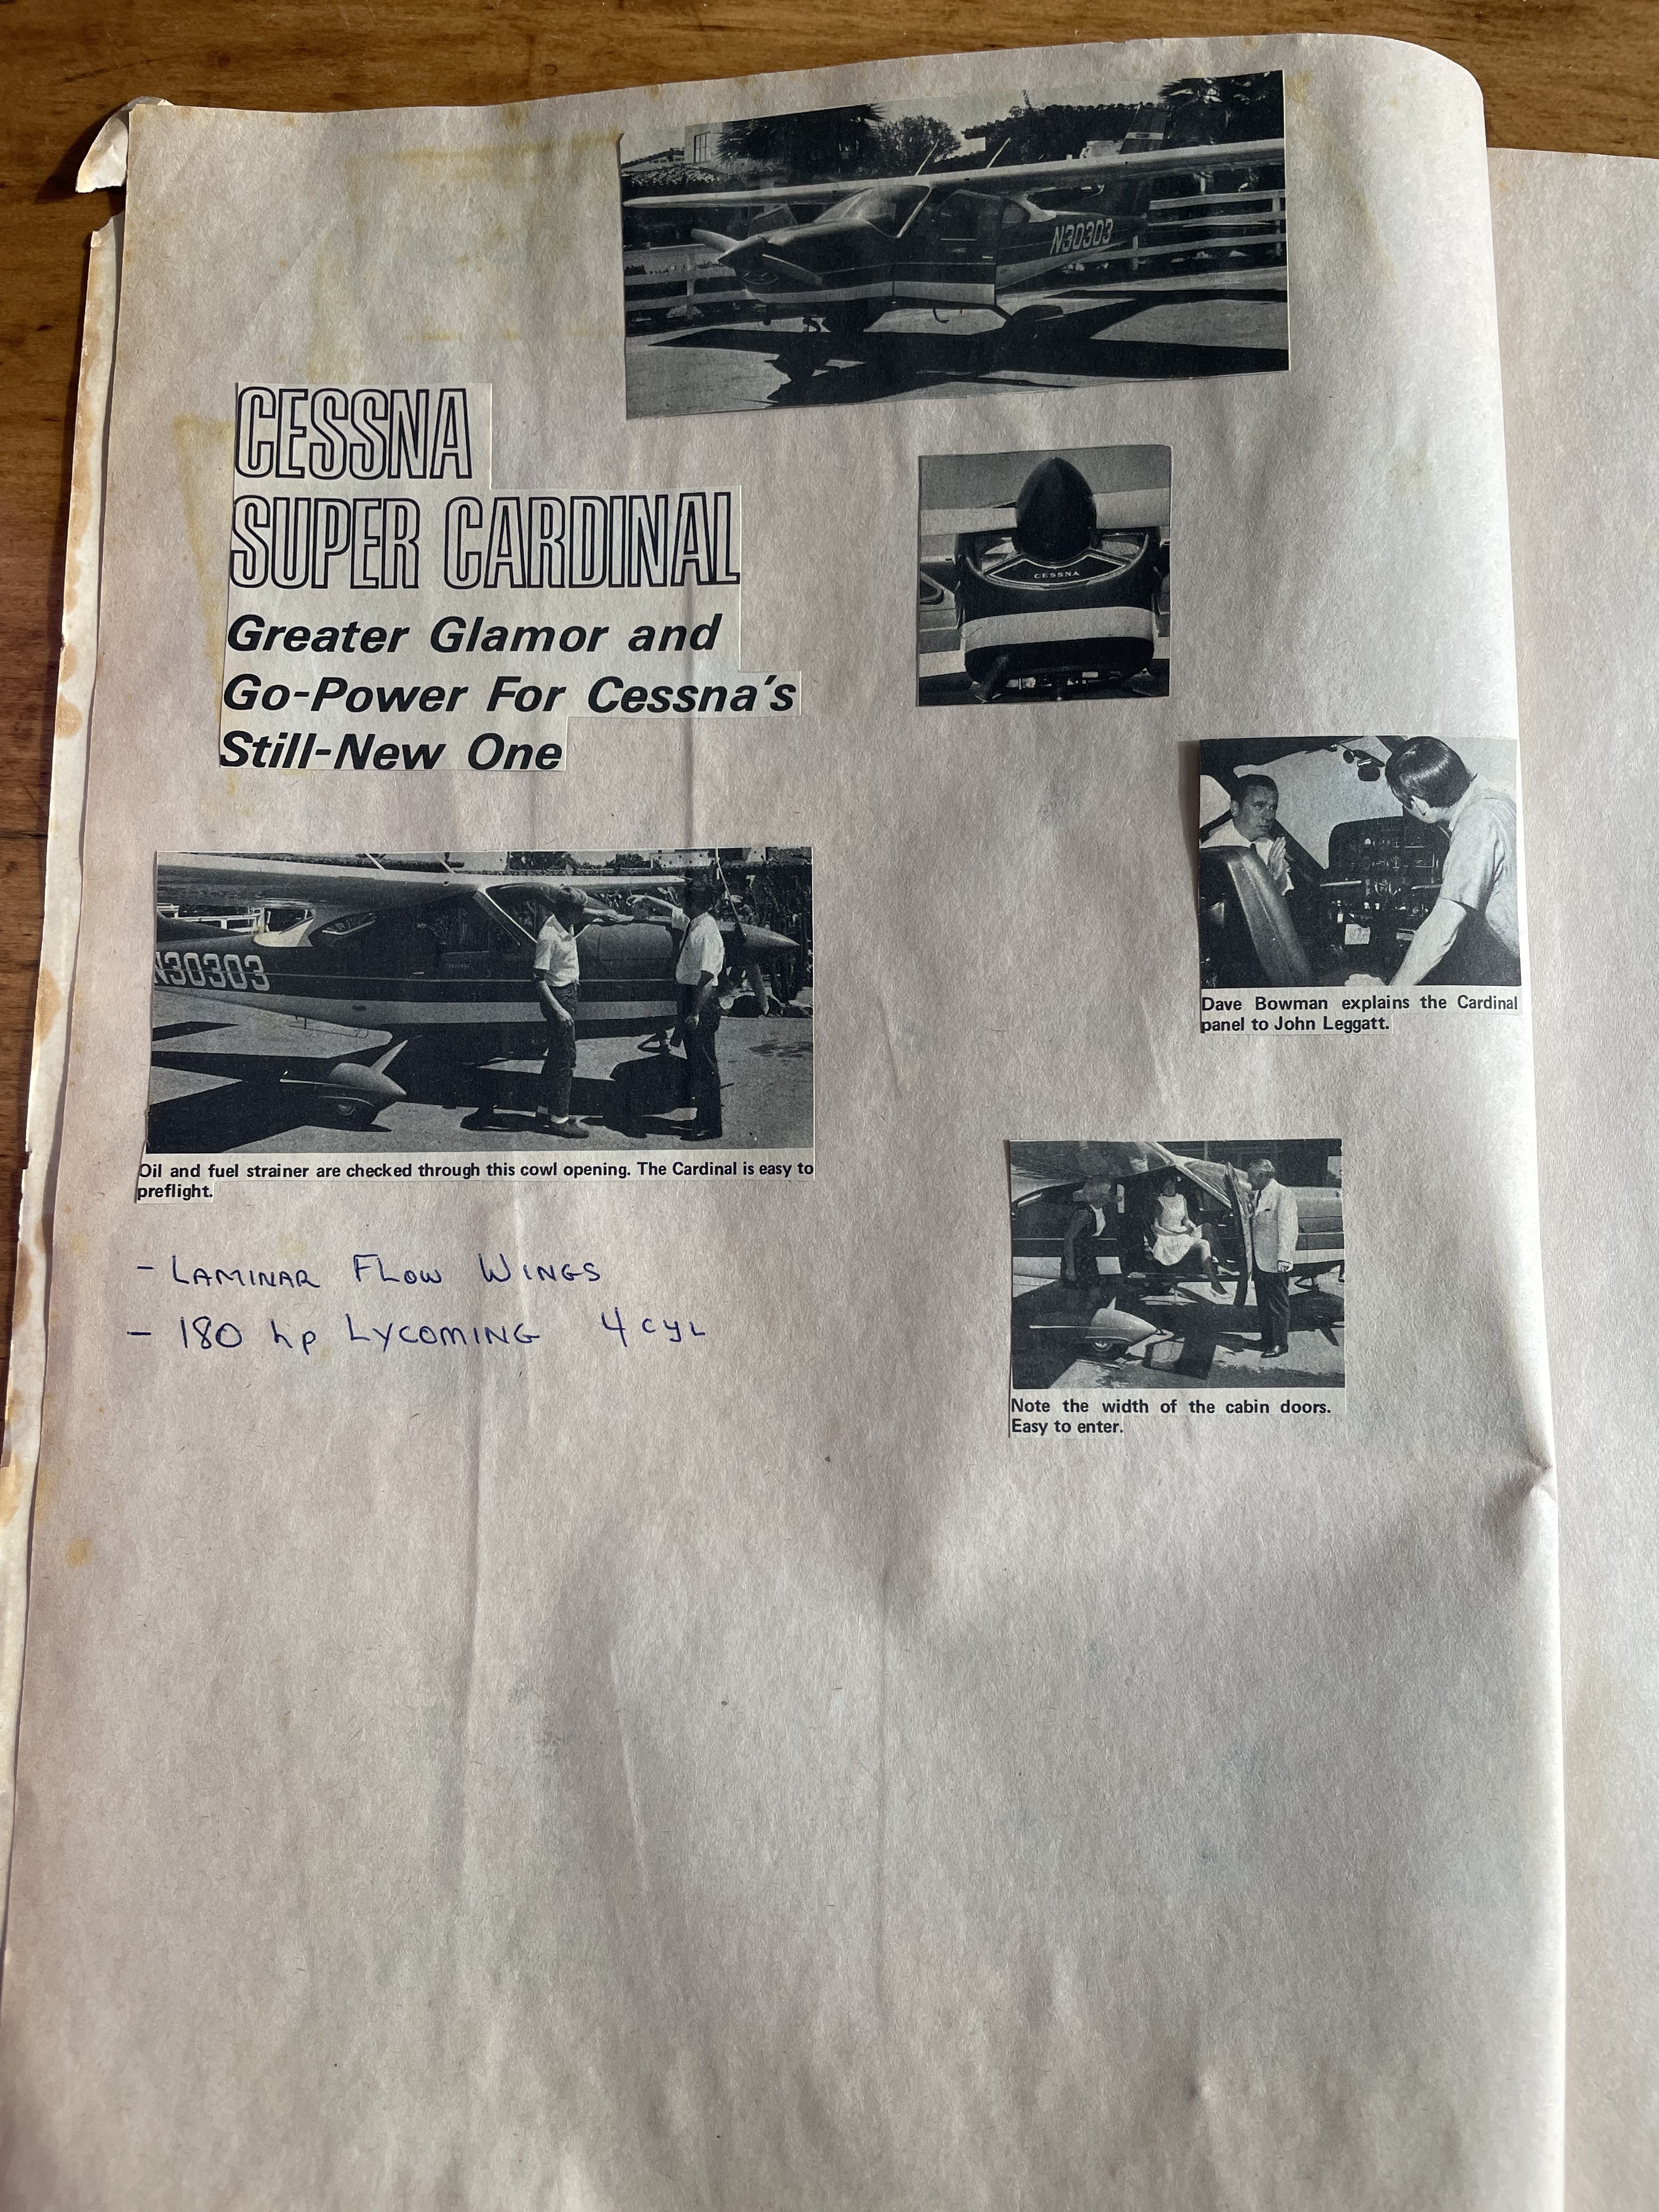 N30303
CESSNA
SUPER CARDINAL
Greater Glamor and
Go-Power For Cessna's
Still-New One
CESSNA
Dave Bowman explains the Cardinal
panel to John Leggatt.
N30303
Oil and fuel strainer are checked through this cowl opening. The Cardinal is easy to
preflight.
- LAMINAR FLOW WINGS
- 180 hp LYCOMING 4 CYL
Note the width of the cabin doors.
Easy to enter.